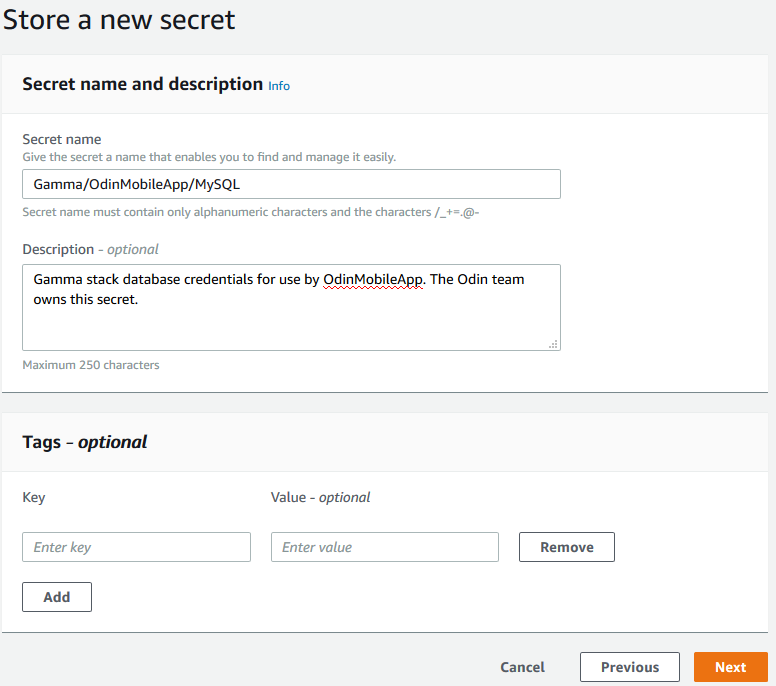 Store a new secret
Secret name and description Info
Secret name
Give the secret a name that enables you to find and manage it easily.
Gamma/OdinMobileApp/MySQL
Secret name must contain only alphanumeric characters and the characters /_+=.@-
Description - optional
Gamma stack database credentials for use by OdinMobileApp. The Odin team
owns this secret.
Maximum 250 characters
Tags - optional
Key Value - optional
Enter key Enter value Remove
Add
Cancel Previous Next